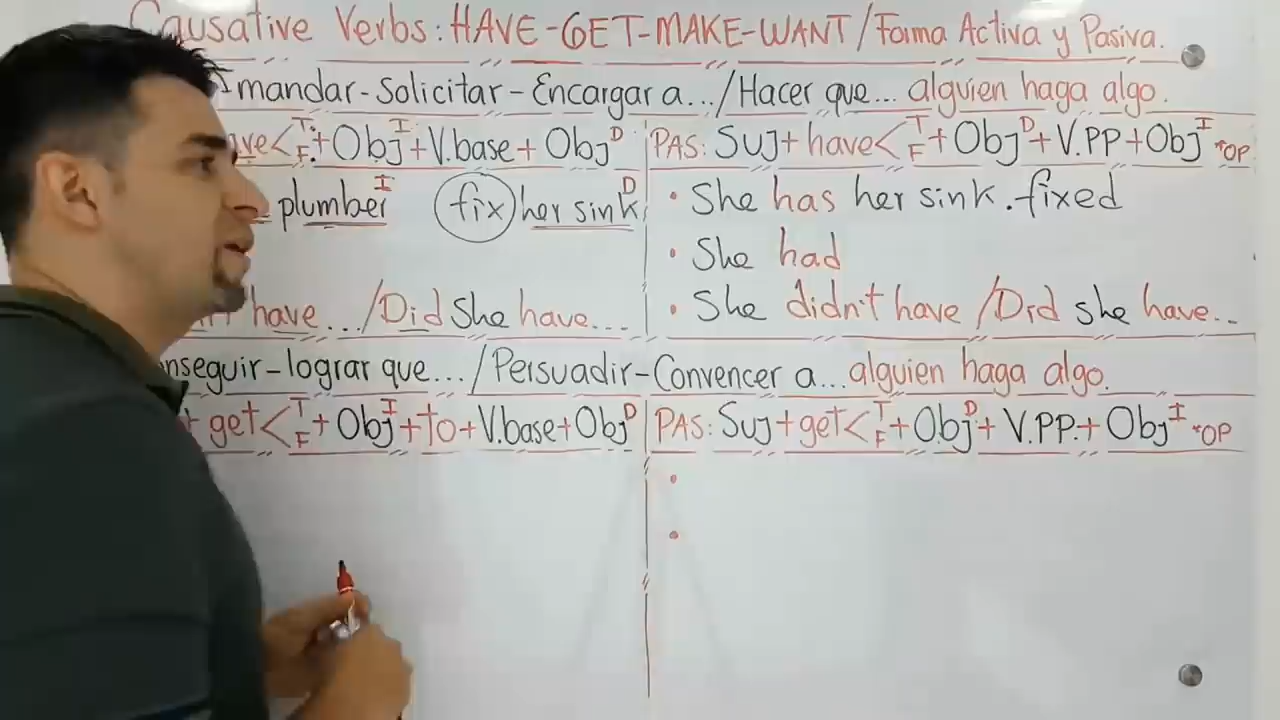 Causative Verbs: HAVE-GET-MAKE-WANT/Forma Activa y Pasiva.
mandar-Solicitar-Encargar a.../Hacer que... alguien haga algo.
ve< T F + Obj I + V.base + Obj D
PAS: Suj + have< T F + Obj D + V.PP + Obj I *OP
plumber I fix her sink D
• She has her sink. fixed
• She had
have.../Did She have...
• She didn't have /Did she have..
nseguir-lograr que.../Persuadir-Convencer a... alguien haga algo.
+ get< T F + Obj I + to + V.base + Obj D
PAS: Suj + get< T F + Obj D + V.PP. + Obj I *OP